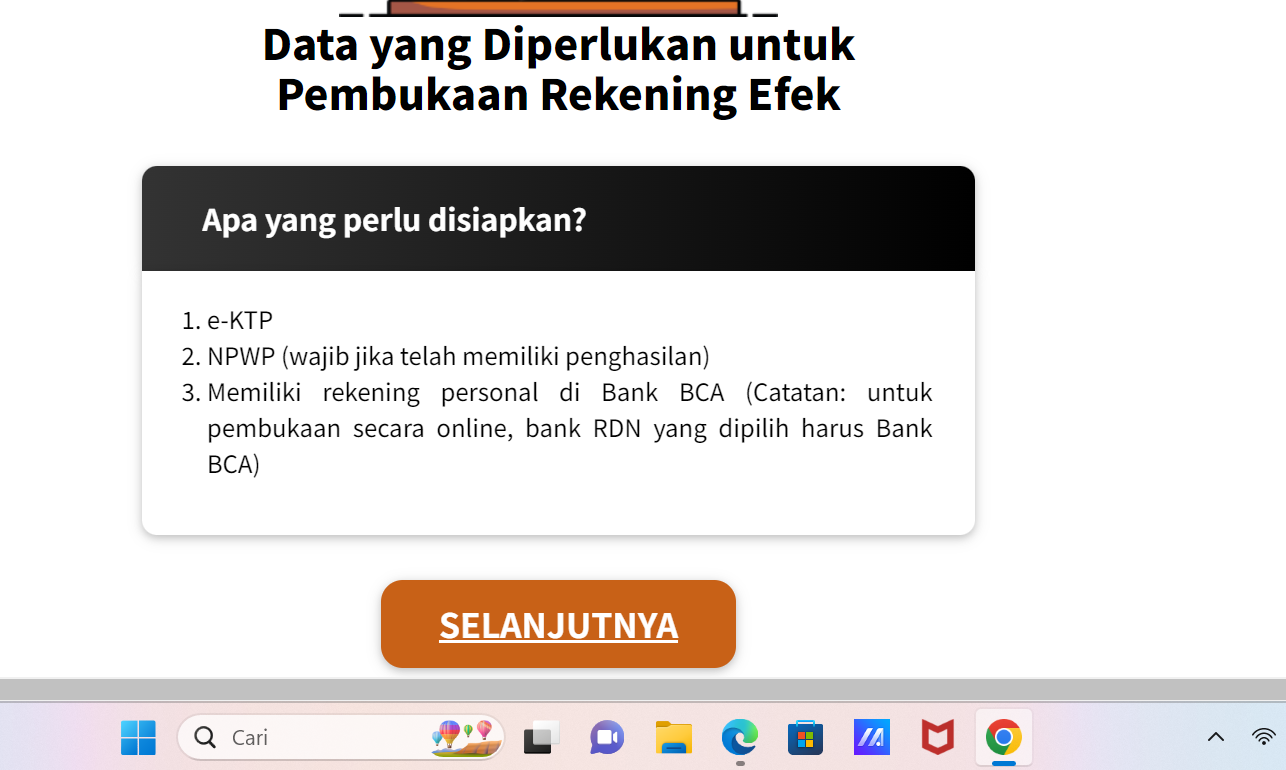 Data yang Diperlukan untuk
Pembukaan Rekening Efek
Apa yang perlu disiapkan?
1. e-KTP
2. NPWP (wajib jika telah memiliki penghasilan)
3. Memiliki rekening personal di Bank BCA (Catatan: untuk
pembukaan secara online, bank RDN yang dipilih harus Bank
BCA)
SELANJUTNYA
Cari